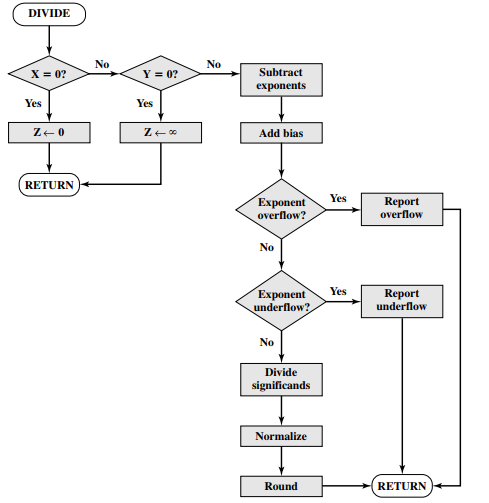 DIVIDE
X = 0?
No
Y = 0?
No
Subtract
exponents
Yes
Yes
Z ← 0
Z ← ∞
Add bias
RETURN
Exponent
overflow?
Yes
Report
overflow
No
Exponent
underflow?
Yes
Report
underflow
No
Divide
significands
Normalize
Round
RETURN